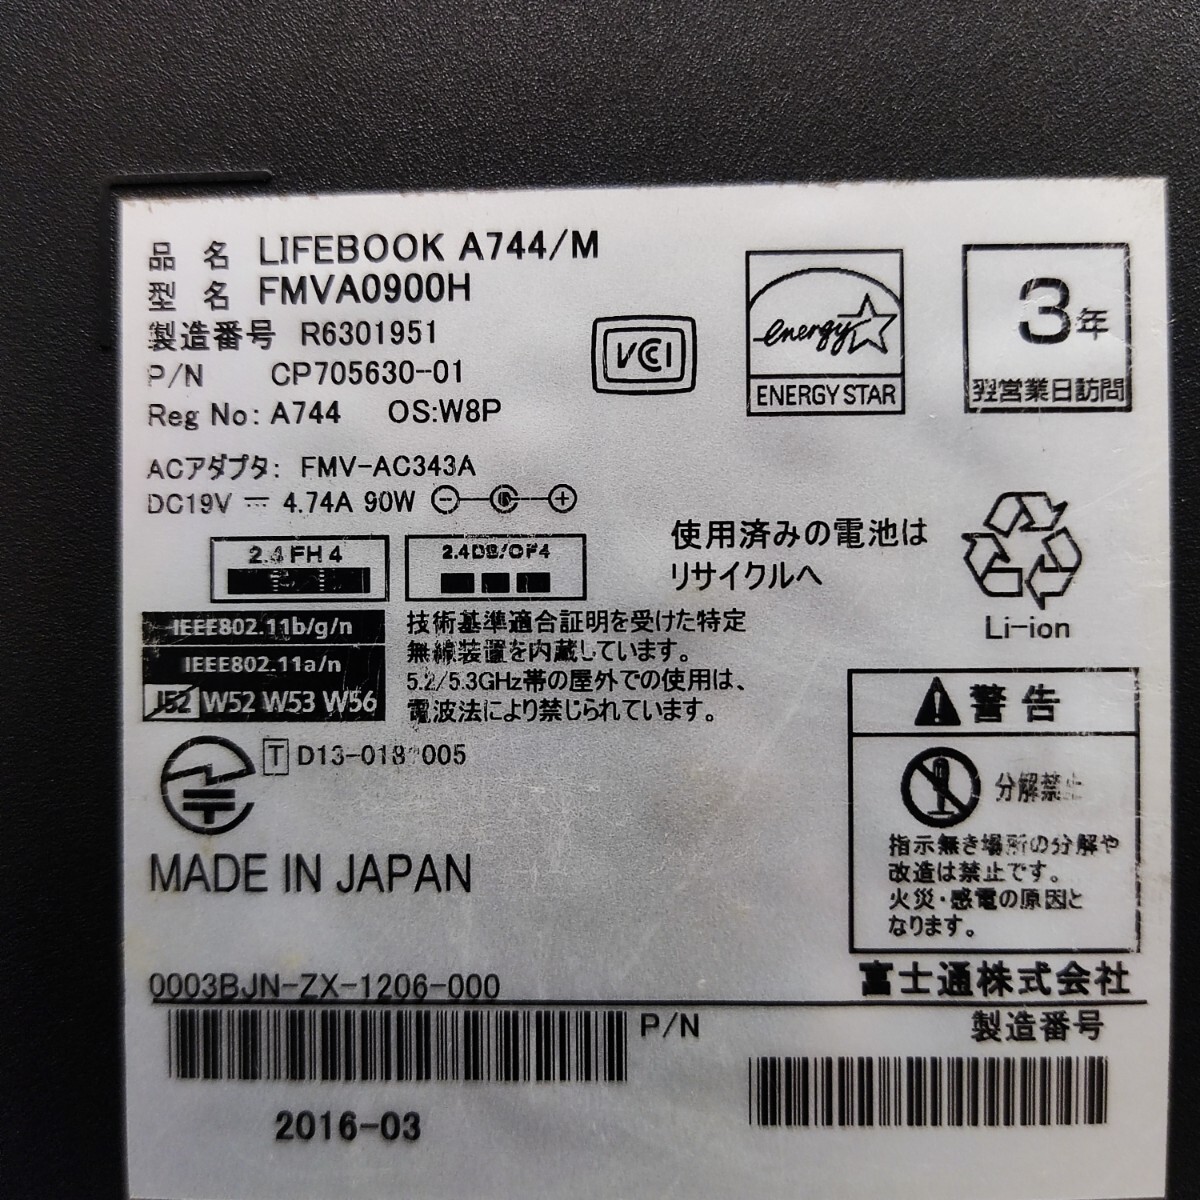 品 名 LIFEBOOK A744/M
型 名 FMVA0900H
製造番号 R6301951
P/N CP705630-01
Reg No: A744 OS:W8P
VCCI
energy
ENERGY STAR
3年
翌営業日訪問
ACアダプタ: FMV-AC343A
DC19V ⎓ 4.74A 90W
2.4FH4
2.4DS/OF4
使用済みの電池は
リサイクルへ
Li-ion
IEEE802.11b/g/n
IEEE802.11a/n
J52 W52 W53 W56
技術基準適合証明を受けた特定
無線装置を内蔵しています。
5.2/5.3GHz帯の屋外での使用は、
電波法により禁じられています。
T D13-018 005
警告
分解禁止
指示無き場所の分解や
改造は禁止です。
火災・感電の原因と
なります。
MADE IN JAPAN
富士通株式会社
0003BJN-ZX-1206-000
P/N
製造番号
2016-03